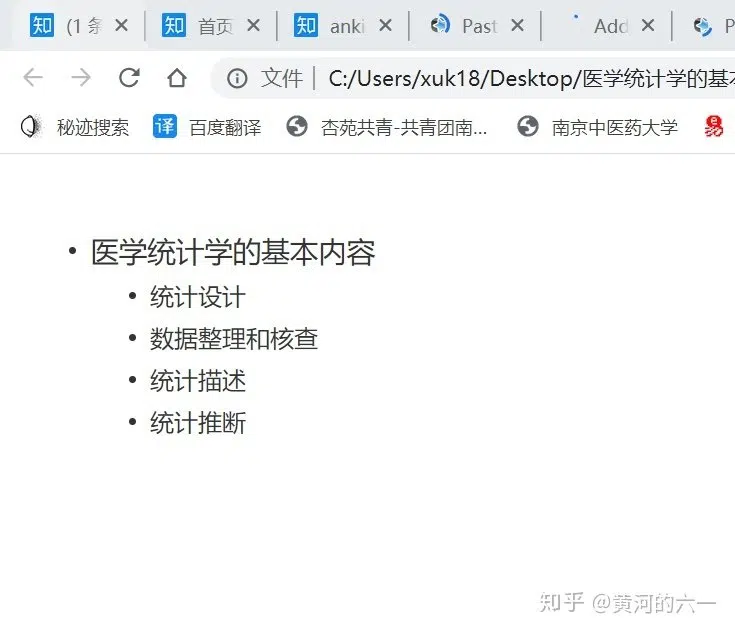 知 (1 条 知 首页 知 anki Past Add P
文件 C:/Users/xuk18/Desktop/医学统计学的基本
秘迹搜索 译 百度翻译 杏苑共青-共青团南... 南京中医药大学
医学统计学的基本内容
统计设计
数据整理和核查
统计描述
统计推断
知乎 @黄河的六一